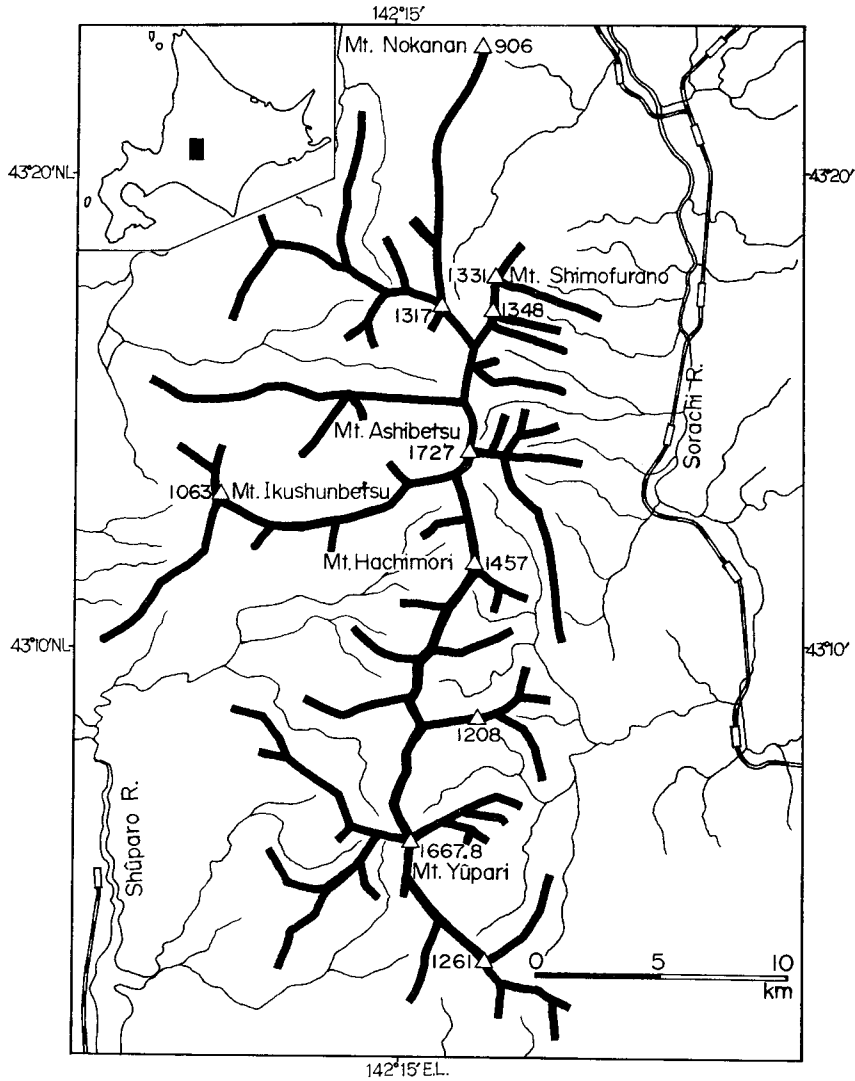 142°15′
Mt. Nokanan 906
43°20′NL
43°20′
1331 Mt. Shimofurano
1317
1348
Sorachi R.
Mt. Ashibetsu
1727
1063 Mt. Ikushunbetsu
Mt. Hachimori 1457
43°10′NL
43°10′
1208
Shūparo R.
1667.8
Mt. Yūpari
1261
0 5 10
km
142°15′E.L.